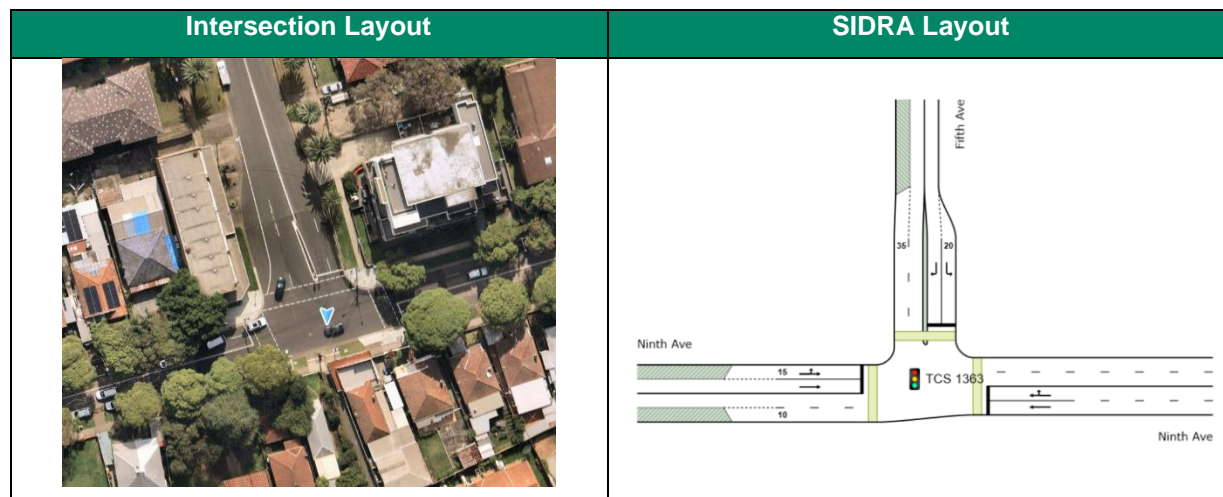 Intersection Layout
SIDRA Layout
Fifth Ave
35
20
Ninth Ave
15
TCS 1363
10
Ninth Ave